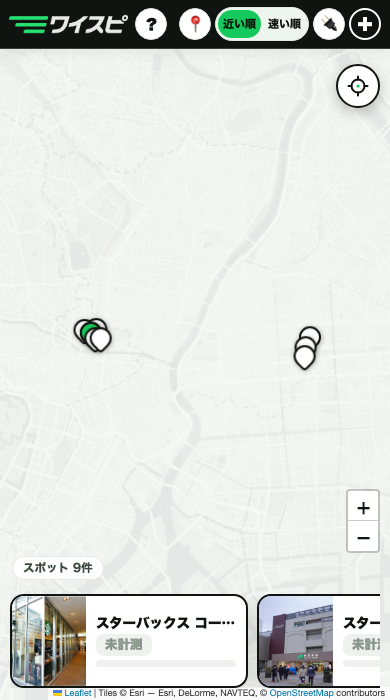 ワイスピ
?
近い順 速い順
スポット 9件
スターバックス コー…
未計測
スター
未計測
+
−
Leaflet | Tiles © Esri — Esri, DeLorme, NAVTEQ, © OpenStreetMap contributors